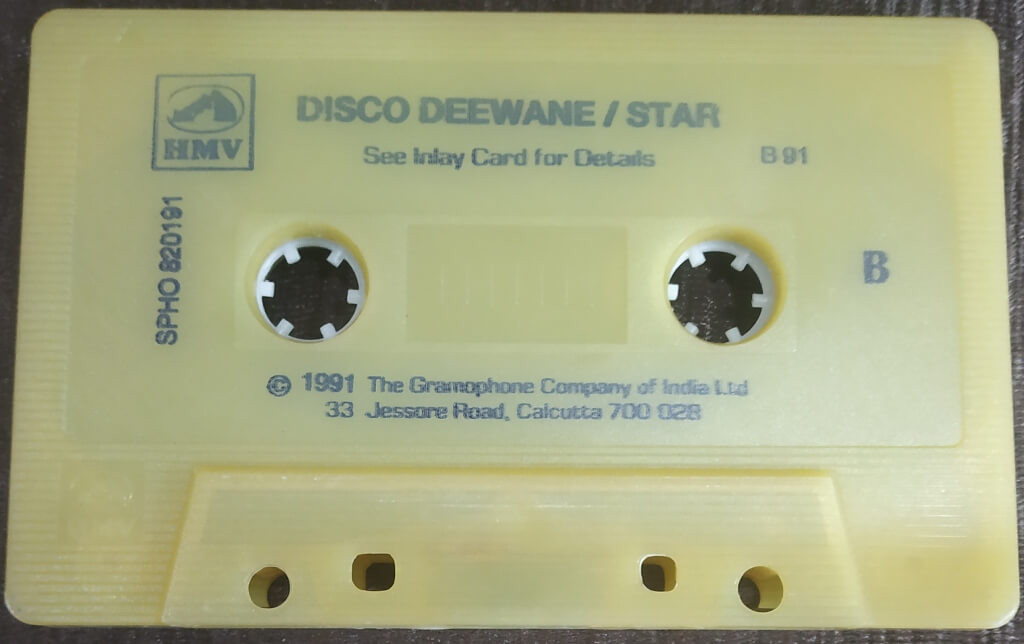 HMV
DISCO DEEWANE / STAR
See Inlay Card for Details
B 91
SPHO 820191
B
© 1991 The Gramophone Company of India Ltd
33 Jessore Road, Calcutta 700 028